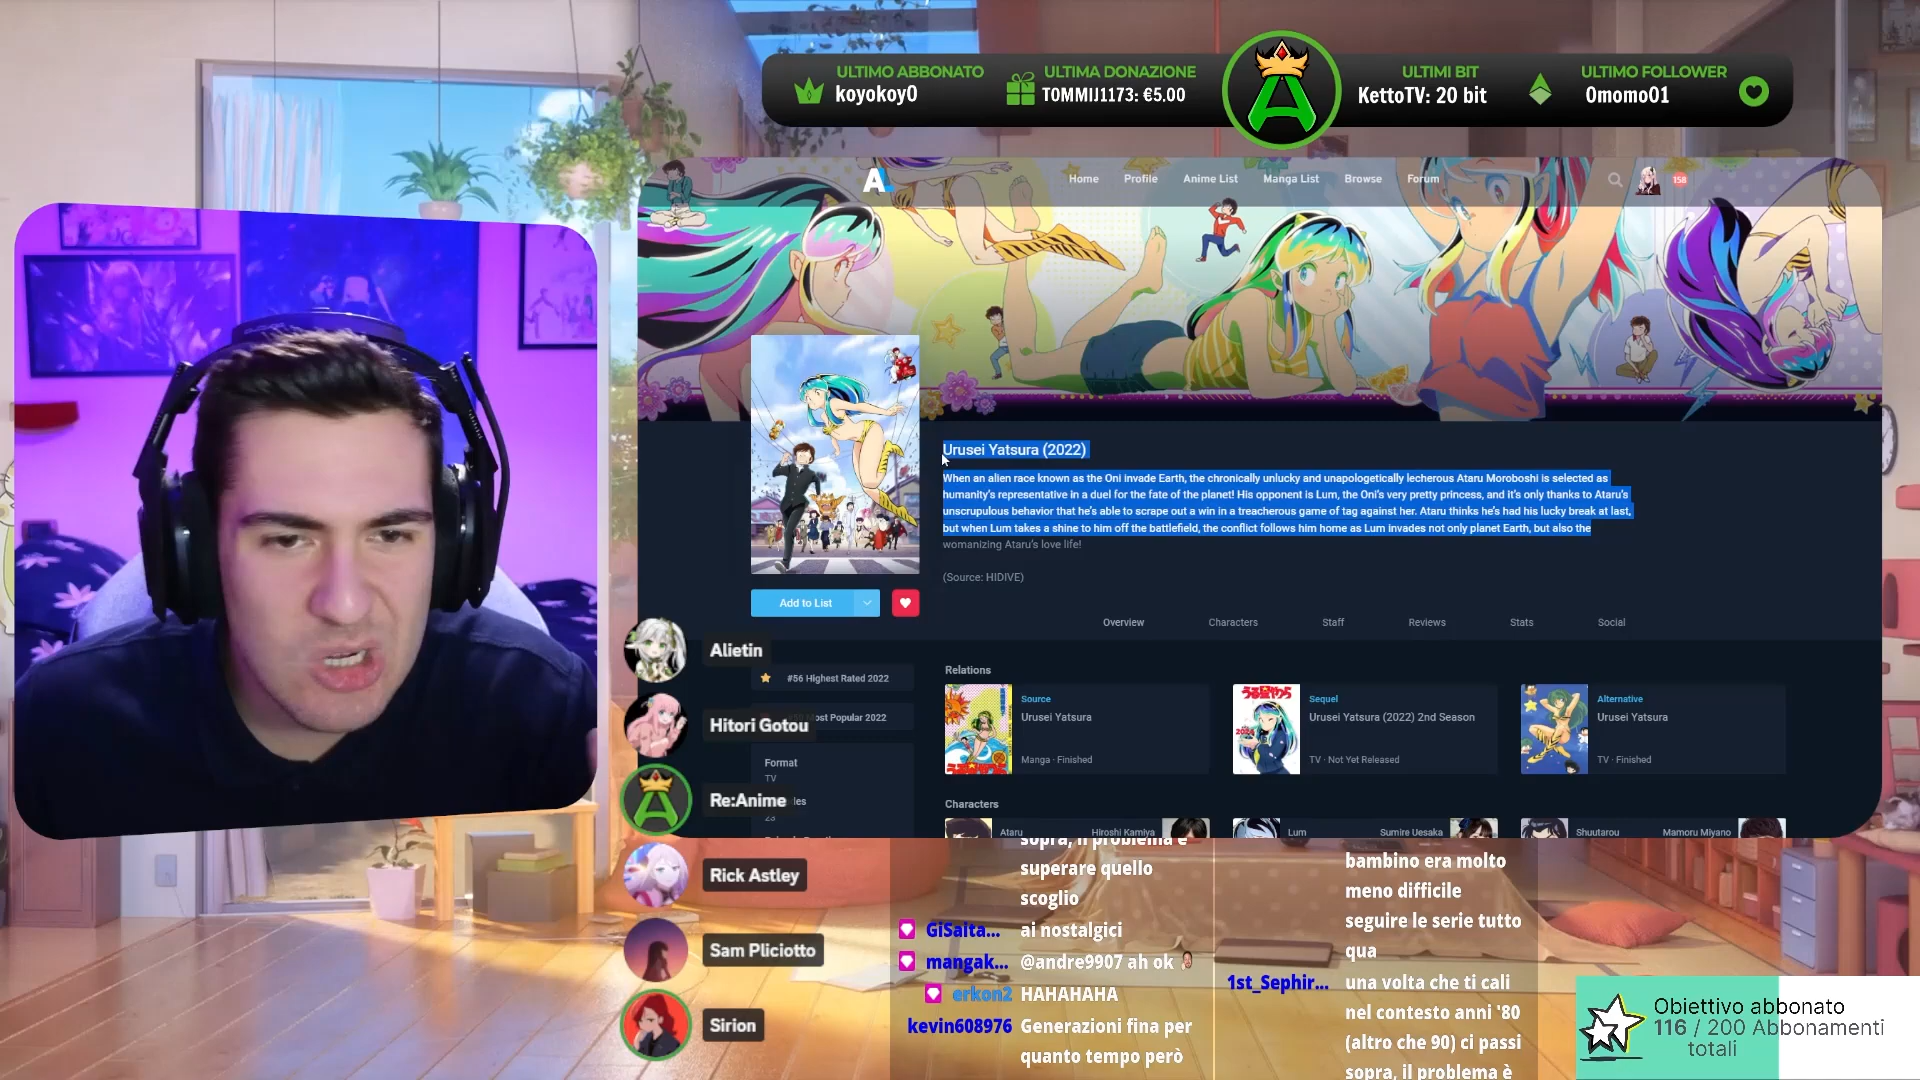 ULTIMO ABBONATO
koyokoy0
ULTIMA DONAZIONE
TOMMIJ1173: €5.00
ULTIMI BIT
KettoTV: 20 bit
ULTIMO FOLLOWER
0momo01
Home
Profile
Anime List
Manga List
Browse
Forum
158
Urusei Yatsura (2022)
When an alien race known as the Oni invade Earth, the chronically unlucky and unapologetically lecherous Ataru Moroboshi is selected as
humanity's representative in a duel for the fate of the planet! His opponent is Lum, the Oni's very pretty princess, and it's only thanks to Ataru's
unscrupulous behavior that he's able to scrape out a win in a treacherous game of tag against her. Ataru thinks he's had his lucky break at last,
but when Lum takes a shine to him off the battlefield, the conflict follows him home as Lum invades not only planet Earth, but also the
womanizing Ataru's love life!
(Source: HIDIVE)
Add to List
Overview
Characters
Staff
Reviews
Stats
Social
Alietin
#56 Highest Rated 2022
Hitori Gotou
Most Popular 2022
Format
TV
Re:Anime
Rick Astley
Sam Pliciotto
Sirion
Relations
Source
Urusei Yatsura
Manga · Finished
Sequel
Urusei Yatsura (2022) 2nd Season
TV · Not Yet Released
Alternative
Urusei Yatsura
TV · Finished
Characters
Ataru
Hiroshi Kamiya
Lum
Sumire Uesaka
Shuutarou
Mamoru Miyano
sopra, il problema è
superare quello
scoglio
GiSaita... ai nostalgici
mangak... @andre9907 ah ok
erkon2 HAHAHAHA
kevin608976 Generazioni fina per
quanto tempo però
bambino era molto
meno difficile
seguire le serie tutto
qua
1st_Sephir... una volta che ti cali
nel contesto anni '80
(altro che 90) ci passi
sopra, il problema è
Obiettivo abbonato
116 / 200 Abbonamenti
totali